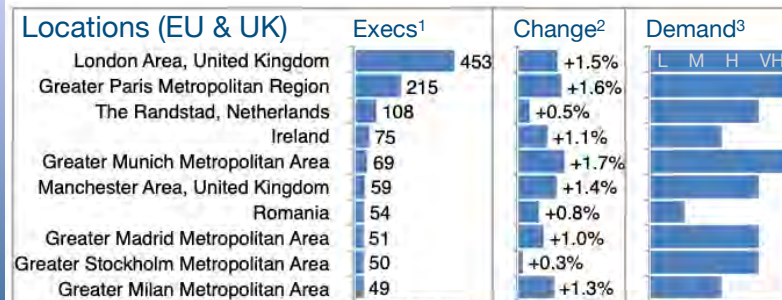 Locations (EU & UK) Execs¹ Change² Demand³
London Area, United Kingdom 453 +1.5% L M H VH
Greater Paris Metropolitan Region 215 +1.6%
The Randstad, Netherlands 108 +0.5%
Ireland 75 +1.1%
Greater Munich Metropolitan Area 69 +1.7%
Manchester Area, United Kingdom 59 +1.4%
Romania 54 +0.8%
Greater Madrid Metropolitan Area 51 +1.0%
Greater Stockholm Metropolitan Area 50 +0.3%
Greater Milan Metropolitan Area 49 +1.3%